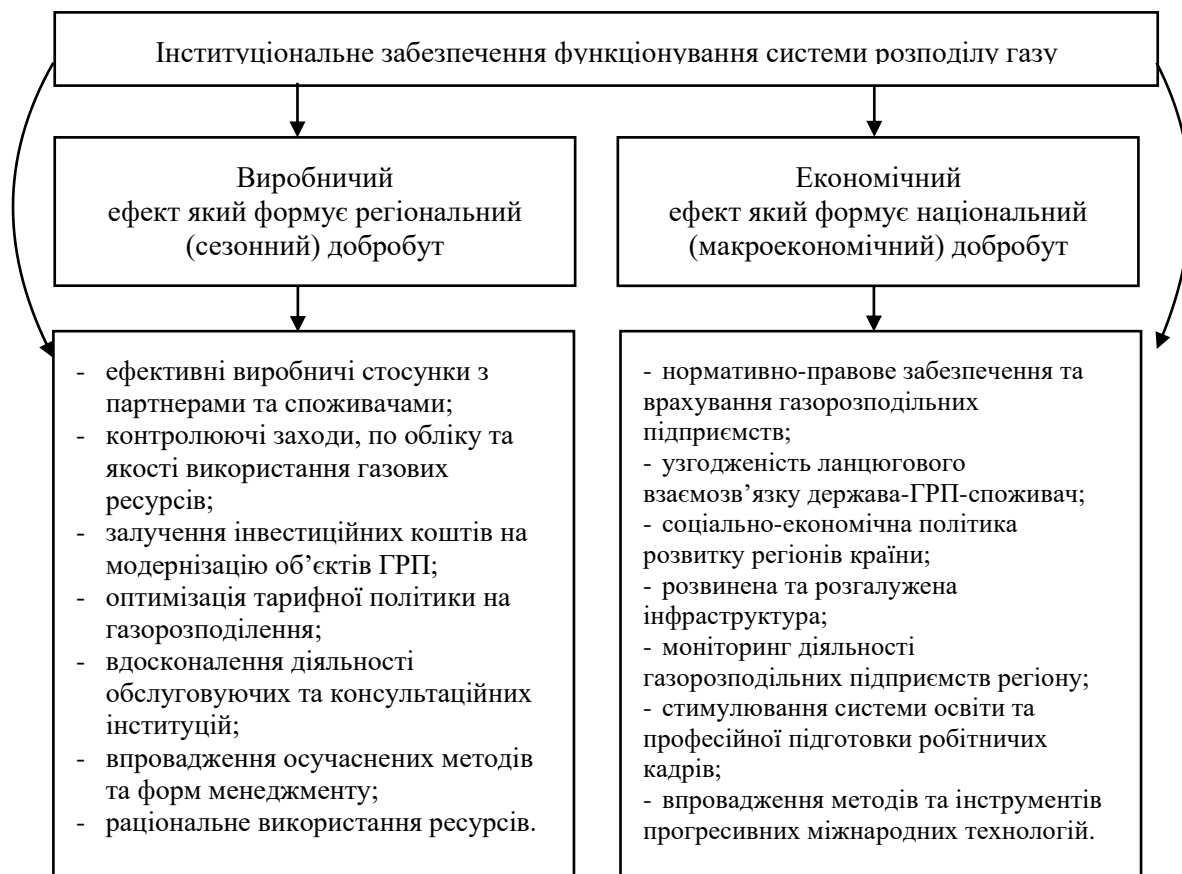 Інституціональне забезпечення функціонування системи розподілу газу
Виробничий
ефект який формує регіональний
(сезонний) добробут
Економічний
ефект який формує національний
(макроекономічний) добробут
- ефективні виробничі стосунки з
партнерами та споживачами;
- контролюючі заходи, по обліку та
якості використання газових
ресурсів;
- залучення інвестиційних коштів на
модернізацію об’єктів ГРП;
- оптимізація тарифної політики на
газорозподілення;
- вдосконалення діяльності
обслуговуючих та консультаційних
інституцій;
- впровадження осучаснених методів
та форм менеджменту;
- раціональне використання ресурсів.
- нормативно-правове забезпечення та
врахування газорозподільних
підприємств;
- узгодженість ланцюгового
взаємозв’язку держава-ГРП-споживач;
- соціально-економічна політика
розвитку регіонів країни;
- розвинена та розгалужена
інфраструктура;
- моніторинг діяльності
газорозподільних підприємств регіону;
- стимулювання системи освіти та
професійної підготовки робітничих
кадрів;
- впровадження методів та інструментів
прогресивних міжнародних технологій.